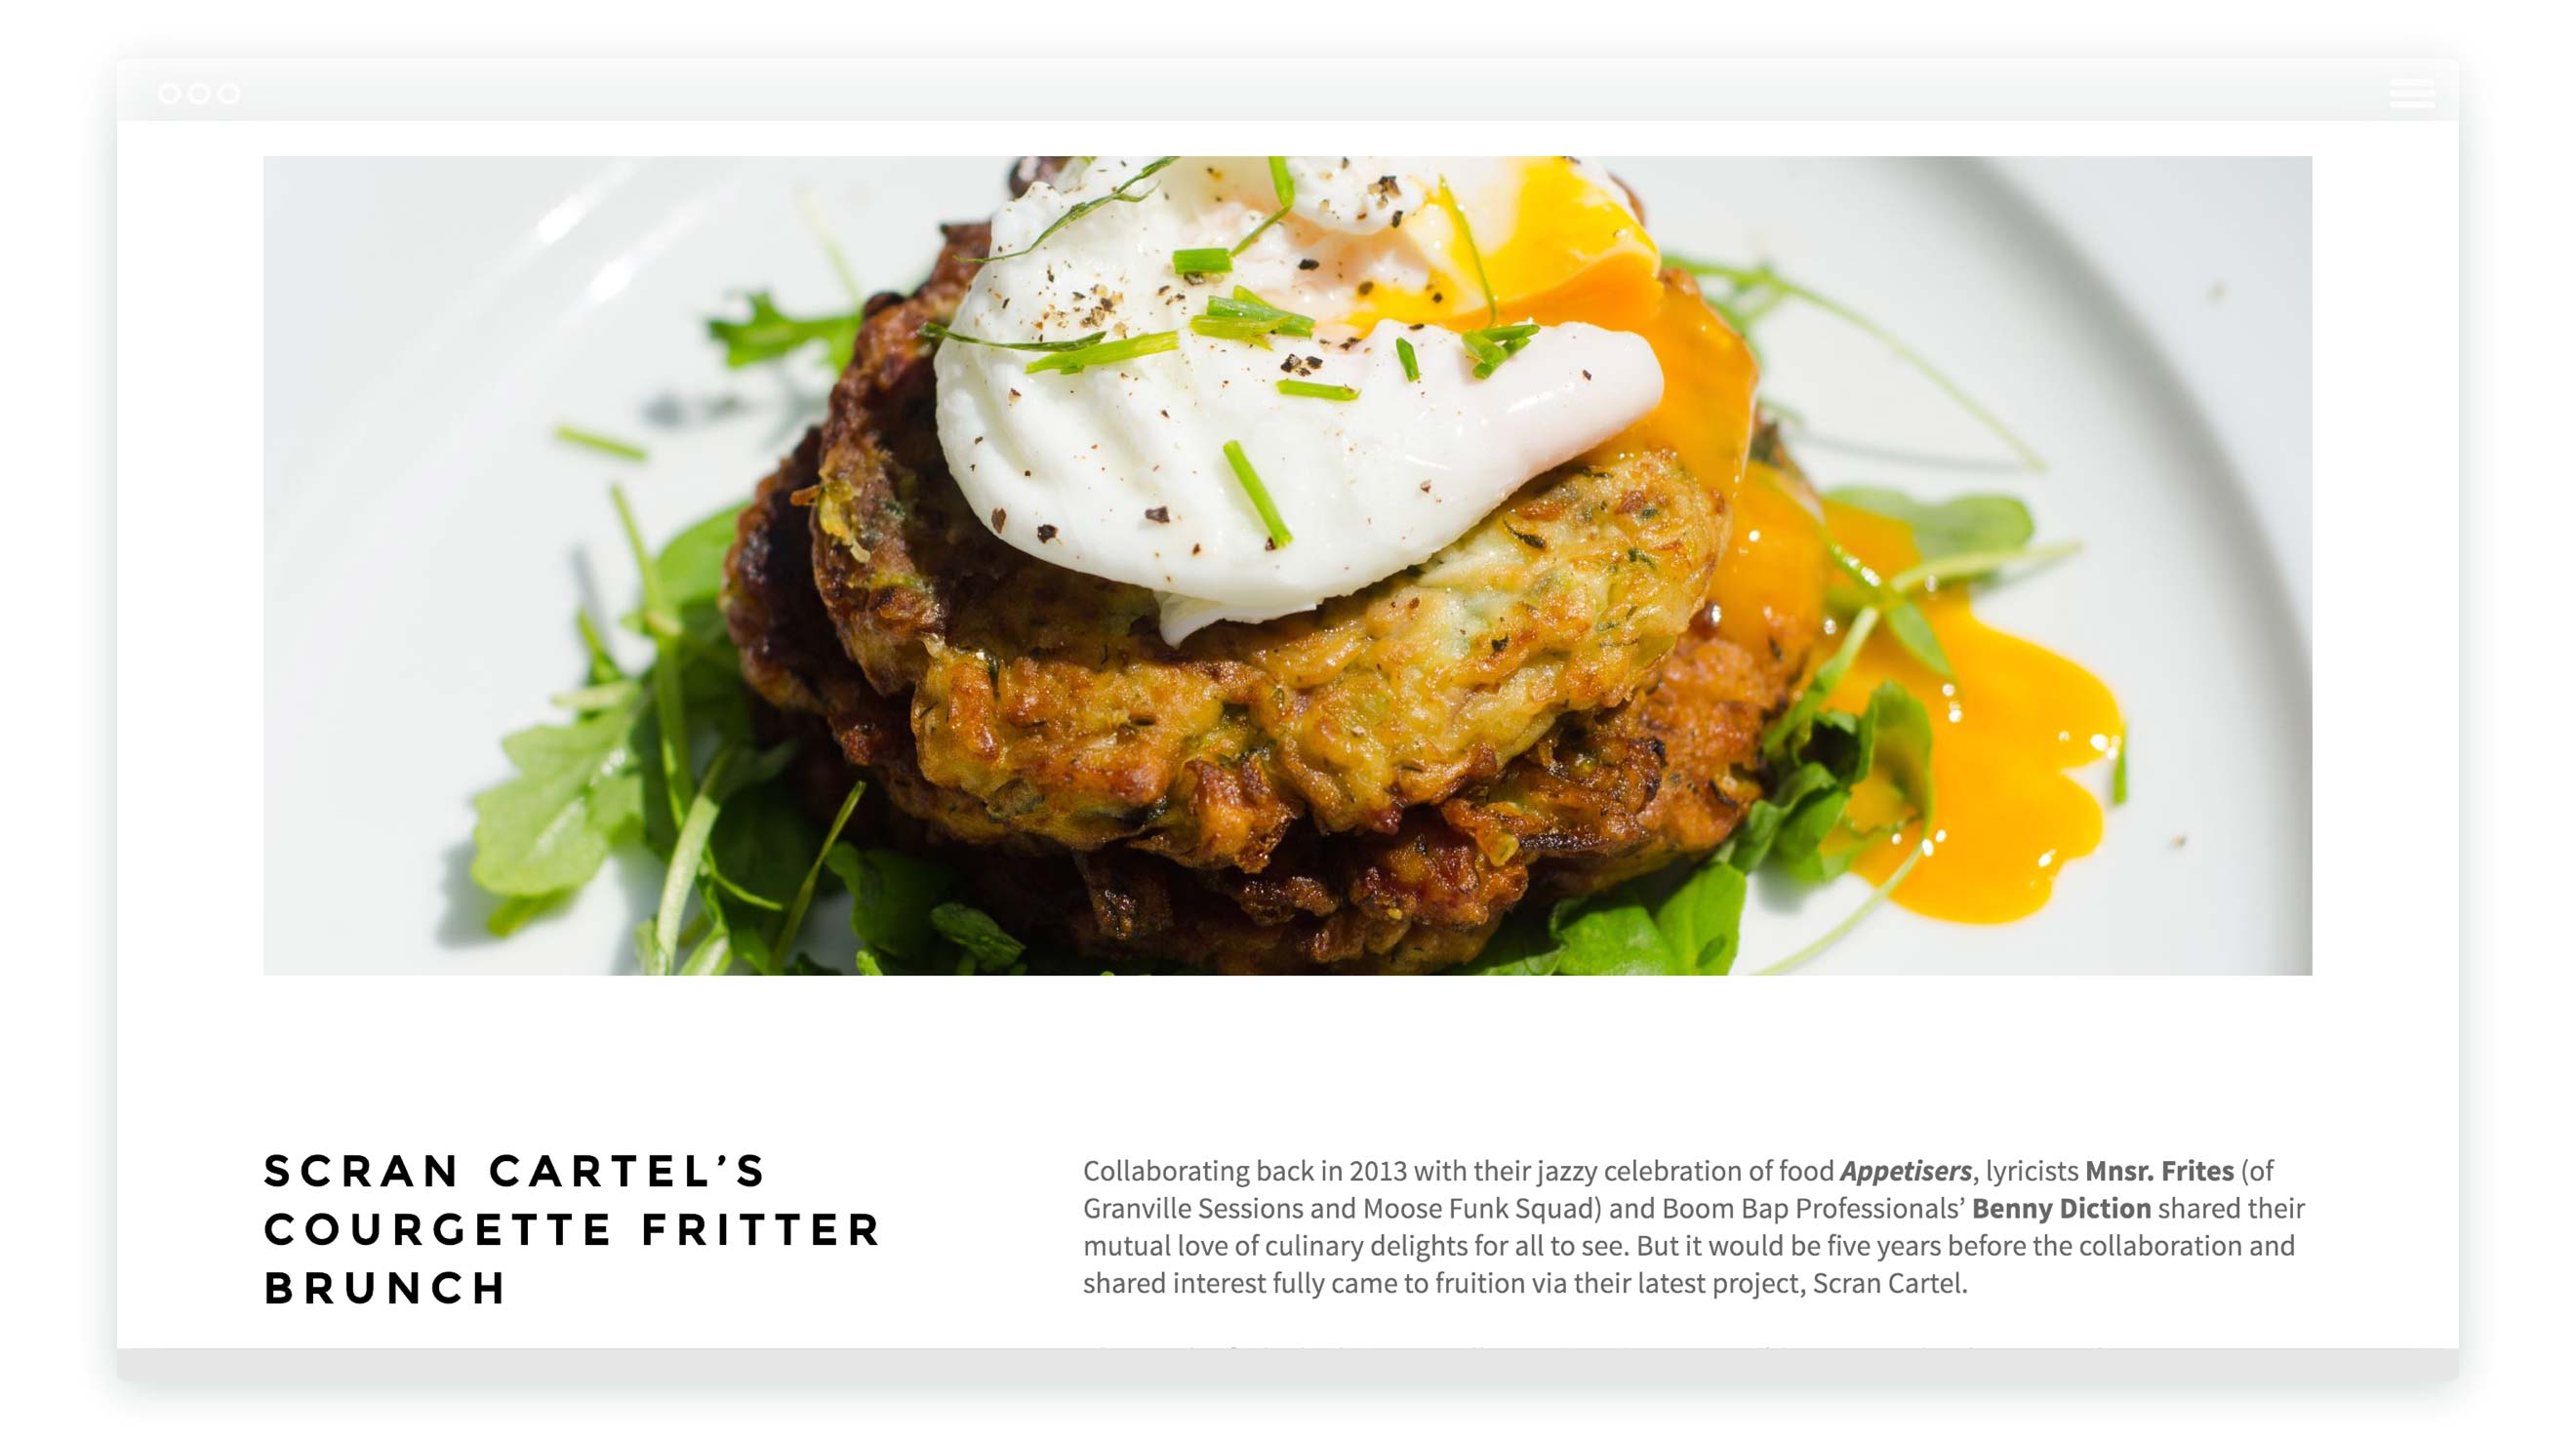 SCRAN CARTEL’S
COURGETTE FRITTER
BRUNCH
Collaborating back in 2013 with their jazzy celebration of food Appetisers, lyricists Mnsr. Frites (of
Granville Sessions and Moose Funk Squad) and Boom Bap Professionals’ Benny Diction shared their
mutual love of culinary delights for all to see. But it would be five years before the collaboration and
shared interest fully came to fruition via their latest project, Scran Cartel.